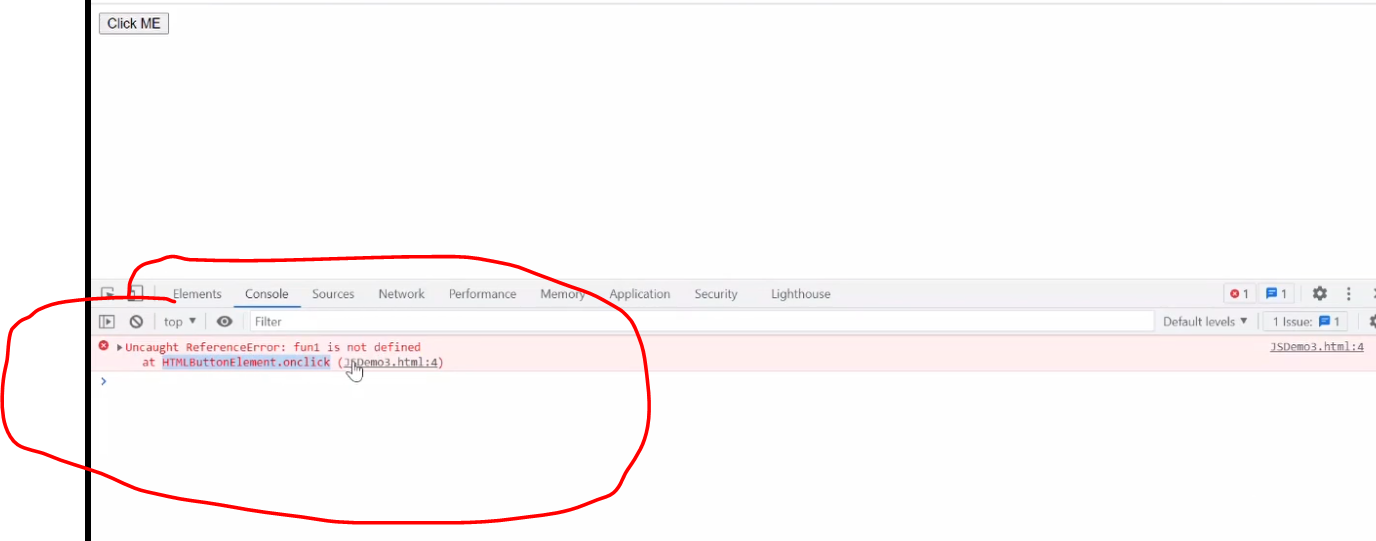 Click ME
Elements Console Sources Network Performance Memory Application Security Lighthouse 1 1
top Filter Default levels 1 Issue: 1
Uncaught ReferenceError: fun1 is not defined JSDemo3.html:4
at HTMLButtonElement.onclick (JSDemo3.html:4)